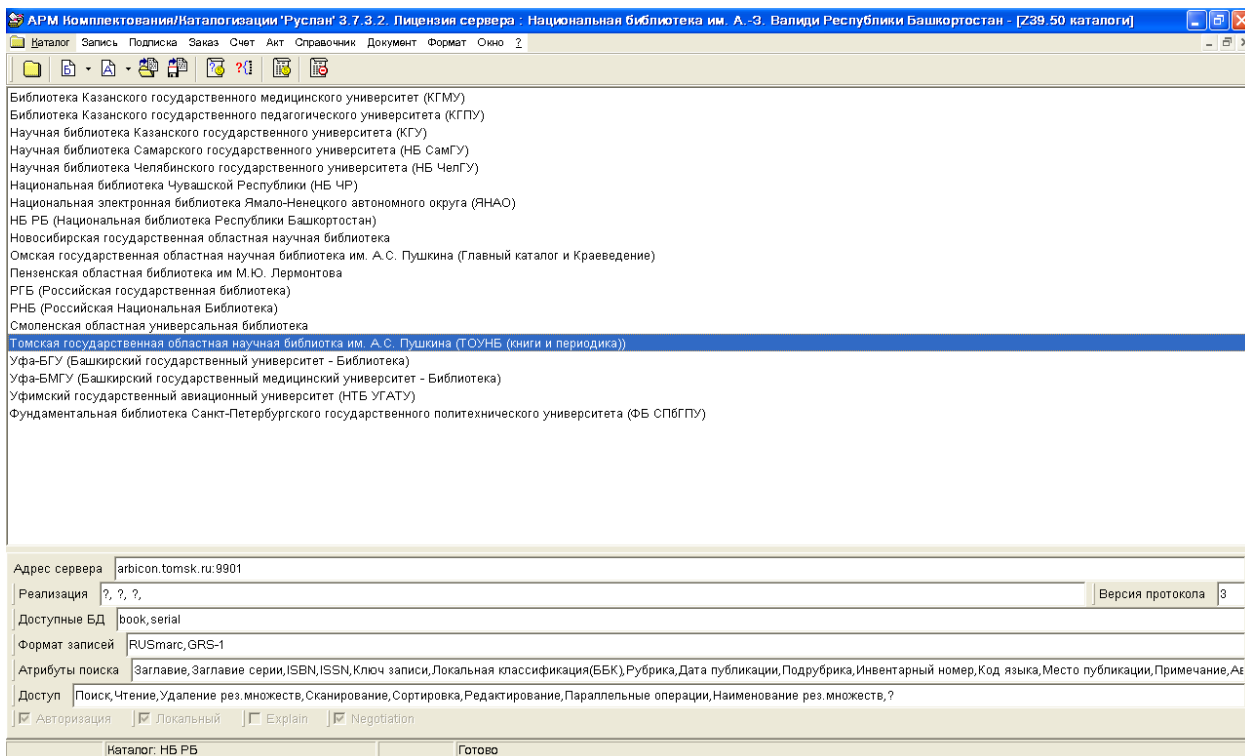 АРМ Комплектования/Каталогизации 'Руслан' 3.7.3.2. Лицензия сервера : Национальная библиотека им. А.-З. Валиди Республики Башкортостан - [Z39.50 каталоги]
Каталог Запись Подписка Заказ Счет Акт Справочник Документ Формат Окно ?
Библиотека Казанского государственного медицинского университет (КГМУ)
Библиотека Казанского государственного педагогического университета (КГПУ)
Научная библиотека Казанского государственного университета (КГУ)
Научная библиотека Самарского государственного университета (НБ СамГУ)
Научная библиотека Челябинского государственного университета (НБ ЧелГУ)
Национальная библиотека Чувашской Республики (НБ ЧР)
Национальная электронная библиотека Ямало-Ненецкого автономного округа (ЯНАО)
НБ РБ (Национальная библиотека Республики Башкортостан)
Новосибирская государственная областная научная библиотека
Омская государственная областная научная библиотека им. А.С. Пушкина (Главный каталог и Краеведение)
Пензенская областная библиотека им М.Ю. Лермонтова
РГБ (Российская государственная библиотека)
РНБ (Российская Национальная Библиотека)
Смоленская областная универсальная библиотека
Томская государственная областная научная библиотка им. А.С. Пушкина (ТОУНБ (книги и периодика))
Уфа-БГУ (Башкирский государственный университет - Библиотека)
Уфа-БМГУ (Башкирский государственный медицинский университет - Библиотека)
Уфимский государственный авиационный университет (НТБ УГАТУ)
Фундаментальная библиотека Санкт-Петербургского государственного политехнического университета (ФБ СПбГПУ)
Адрес сервера arbicon.tomsk.ru:9901
Реализация ?, ?, ?, Версия протокола 3
Доступные БД book,serial
Формат записей RUSmarc,GRS-1
Атрибуты поиска Заглавие,Заглавие серии,ISBN,ISSN,Ключ записи,Локальная классификация(ББК),Рубрика,Дата публикации,Подрубрика,Инвентарный номер,Код языка,Место публикации,Примечание,Ав
Доступ Поиск,Чтение,Удаление рез.множеств,Сканирование,Сортировка,Редактирование,Параллельные операции,Наименование рез.множеств,?
Авторизация Локальный Explain Negotiation
Каталог: НБ РБ Готово